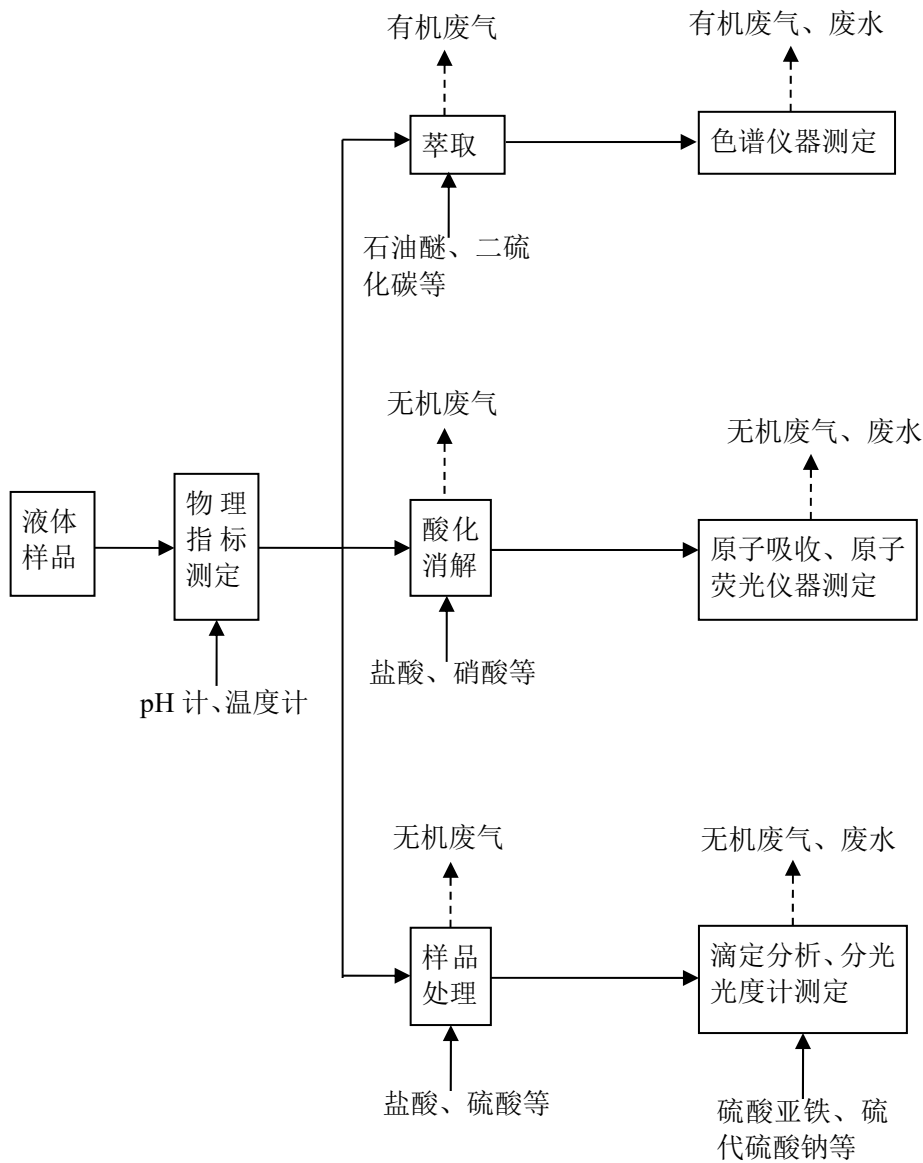 有机废气
有机废气、废水
萃取
色谱仪器测定
石油醚、二硫
化碳等
无机废气
无机废气、废水
液体
样品
物理
指标
测定
酸化
消解
原子吸收、原子
荧光仪器测定
盐酸、硝酸等
pH 计、温度计
无机废气
无机废气、废水
样品
处理
滴定分析、分光
光度计测定
盐酸、硫酸等
硫酸亚铁、硫
代硫酸钠等